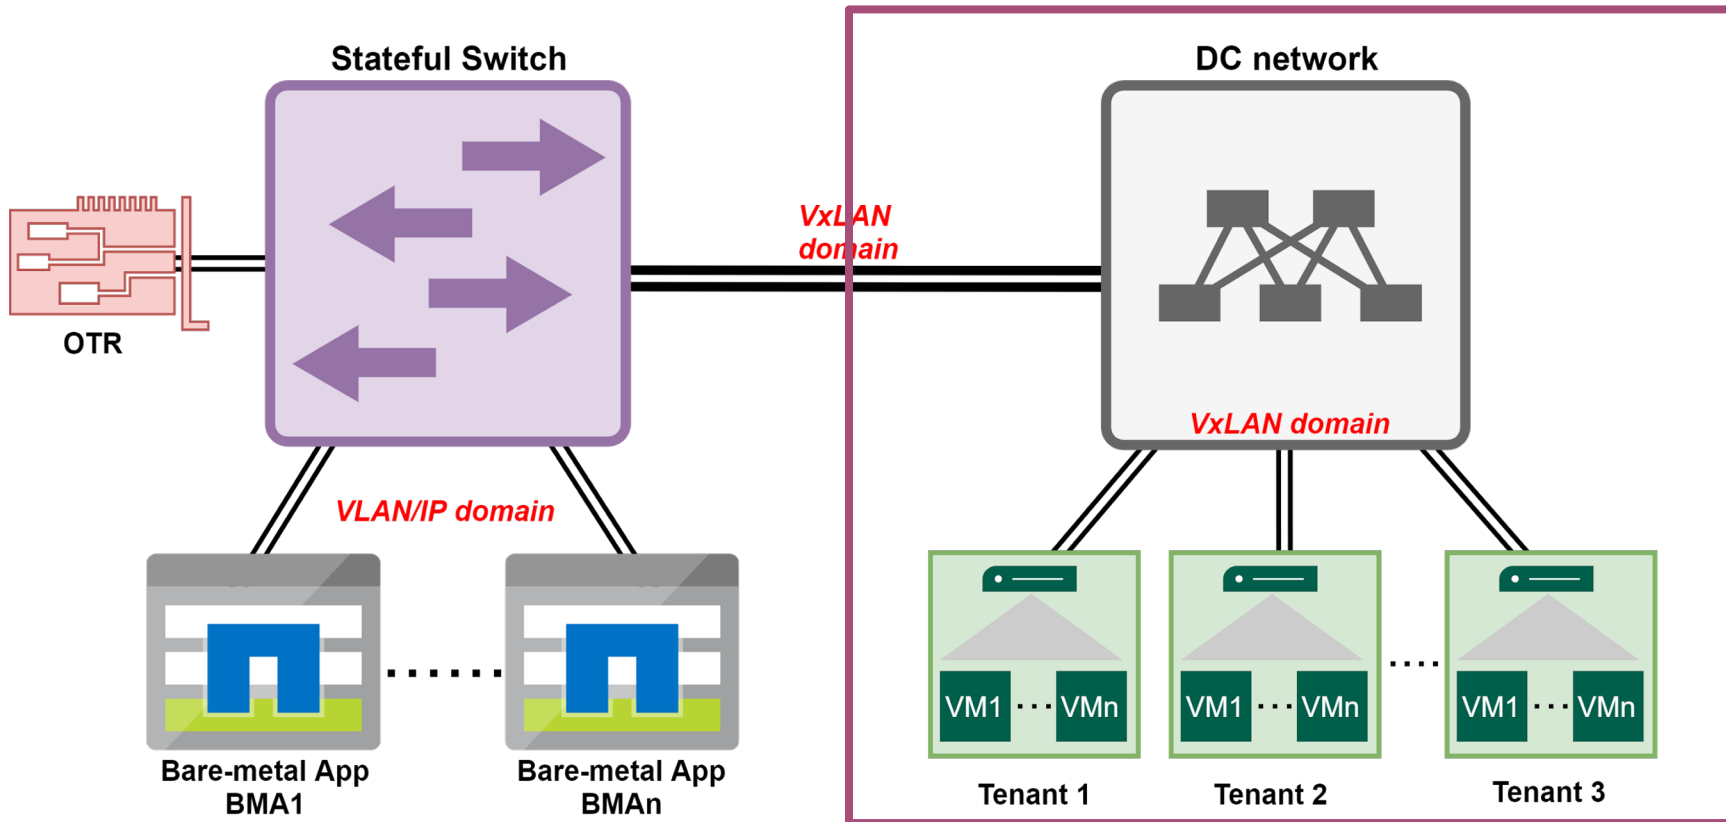 Stateful Switch
DC network
VxLAN
domain
OTR
VxLAN domain
VLAN/IP domain
VM1
VMn
VM1
VMn
VM1
VMn
Bare-metal App
BMA1
Bare-metal App
BMAn
Tenant 1
Tenant 2
Tenant 3